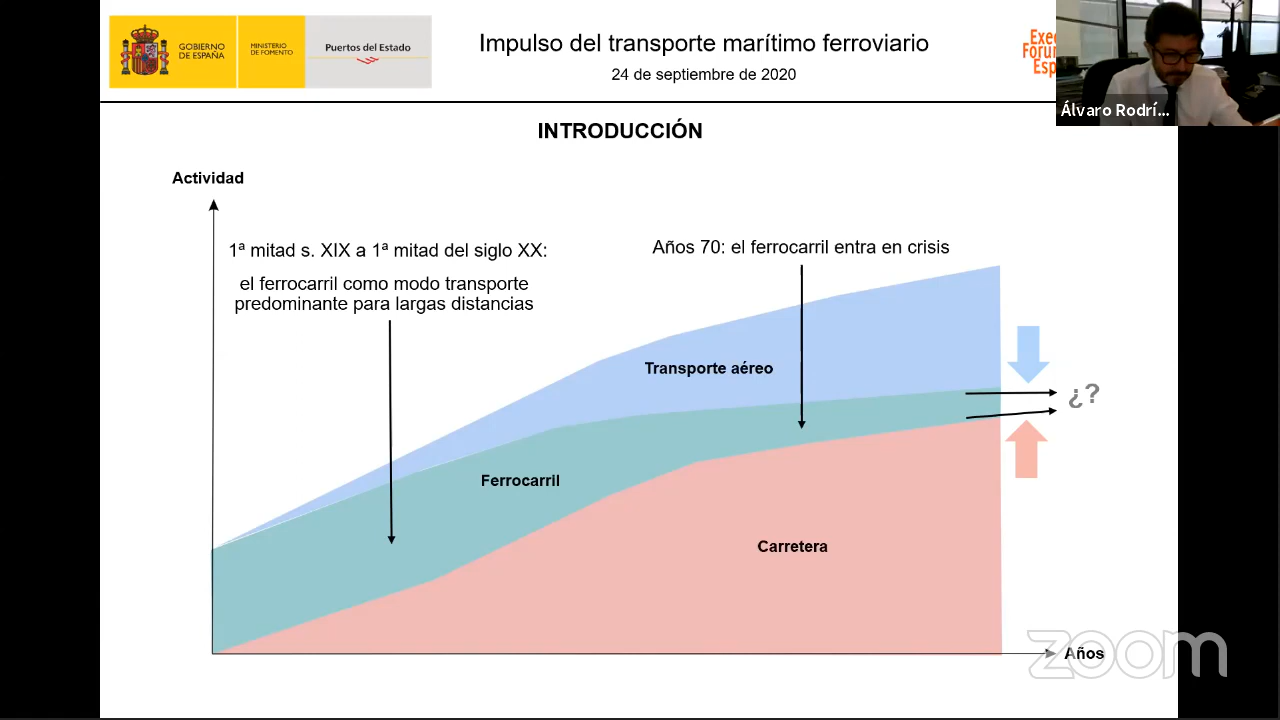 GOBIERNO
DE ESPAÑA
MINISTERIO
DE FOMENTO
Puertos del Estado
Impulso del transporte marítimo ferroviario
24 de septiembre de 2020
Exec
Forum
Espa
Álvaro Rodrí...
INTRODUCCIÓN
Actividad
1ª mitad s. XIX a 1ª mitad del siglo XX:
el ferrocarril como modo transporte
predominante para largas distancias
Años 70: el ferrocarril entra en crisis
Transporte aéreo
¿?
Ferrocarril
Carretera
Años
zoom